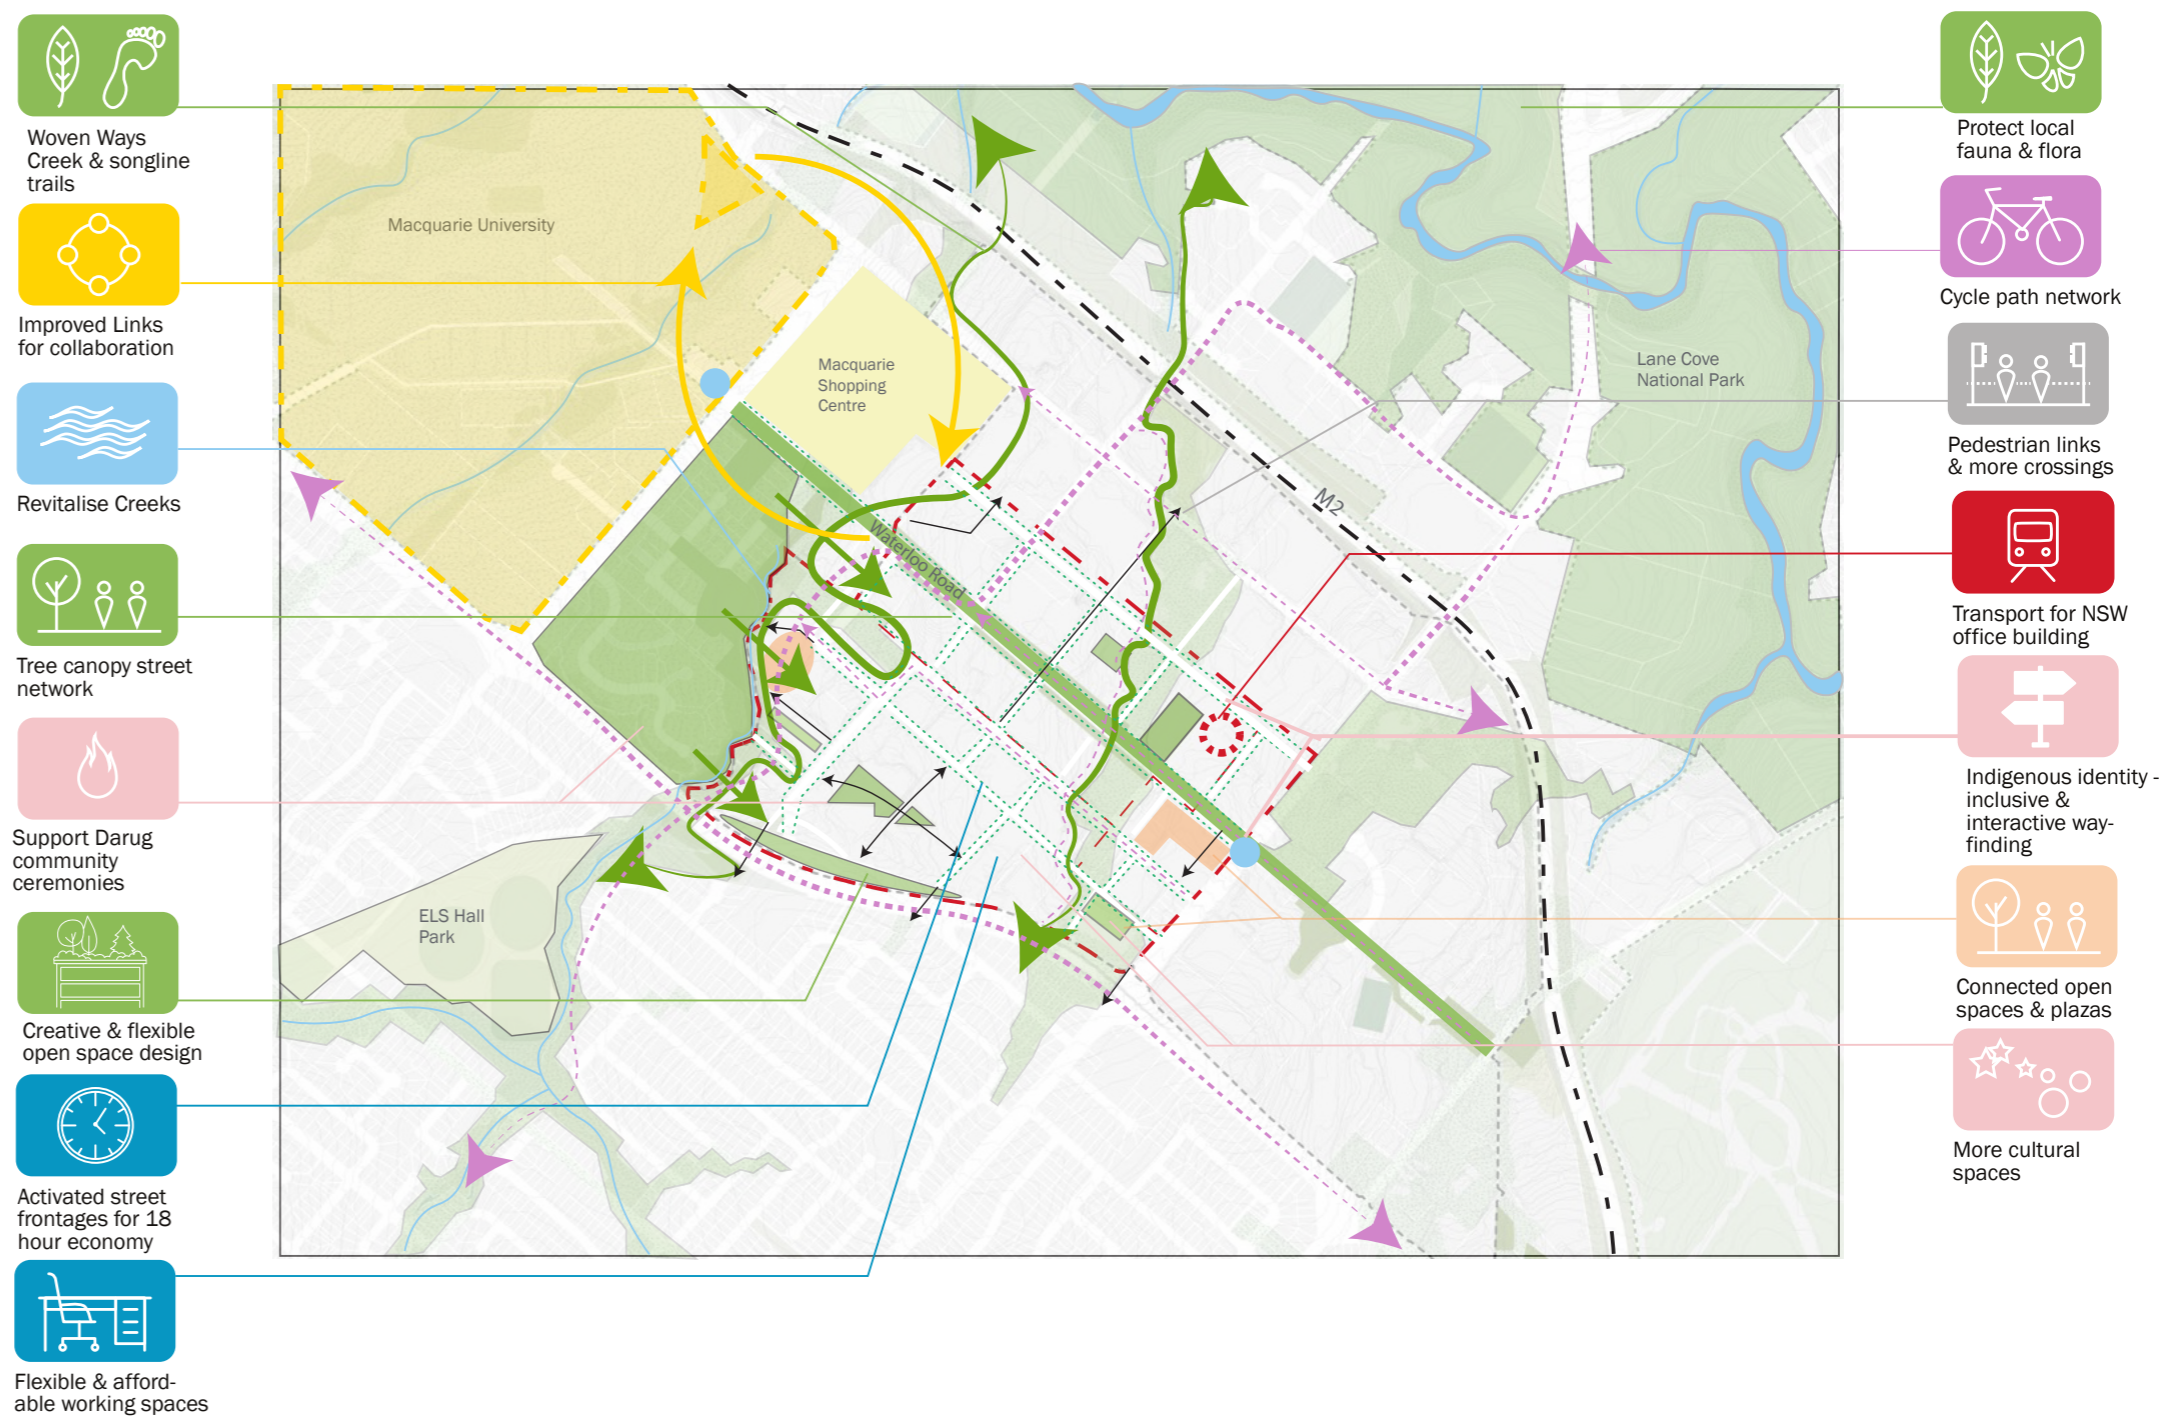 Woven Ways
Creek & songline
trails
Improved Links
for collaboration
Revitalise Creeks
Tree canopy street
network
Support Darug
community
ceremonies
Creative & flexible
open space design
Activated street
frontages for 18
hour economy
Flexible & afford-
able working spaces
Macquarie University
Macquarie
Shopping
Centre
Waterloo Road
M2
Lane Cove
National Park
ELS Hall
Park
Protect local
fauna & flora
Cycle path network
Pedestrian links
& more crossings
Transport for NSW
office building
Indigenous identity -
inclusive &
interactive way-
finding
Connected open
spaces & plazas
More cultural
spaces